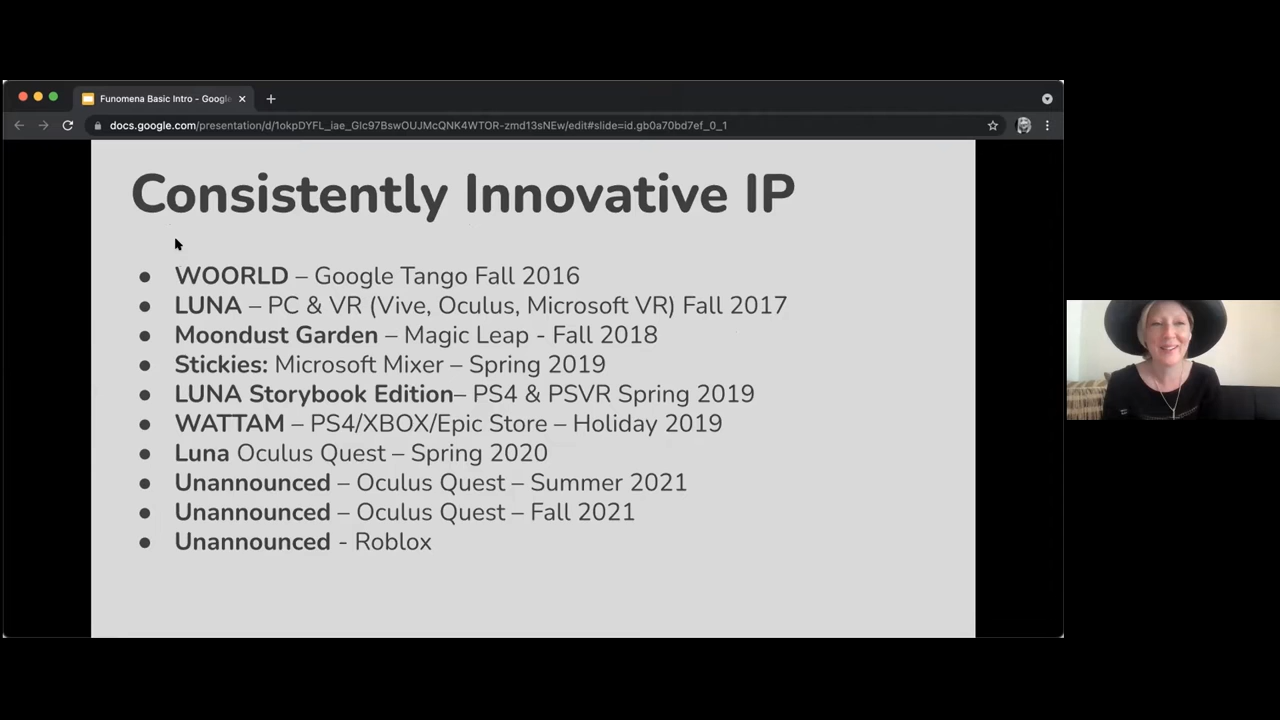 Funomena Basic Intro - Google
docs.google.com/presentation/d/1okpDYFL_iae_Glc97BswOUJMcQNK4WTOR-zmd13sNEw/edit#slide=id.gb0a70bd7ef_0_1
Consistently Innovative IP
● WOORLD – Google Tango Fall 2016
● LUNA – PC & VR (Vive, Oculus, Microsoft VR) Fall 2017
● Moondust Garden – Magic Leap - Fall 2018
● Stickies: Microsoft Mixer – Spring 2019
● LUNA Storybook Edition– PS4 & PSVR Spring 2019
● WATTAM – PS4/XBOX/Epic Store – Holiday 2019
● Luna Oculus Quest – Spring 2020
● Unannounced – Oculus Quest – Summer 2021
● Unannounced – Oculus Quest – Fall 2021
● Unannounced - Roblox